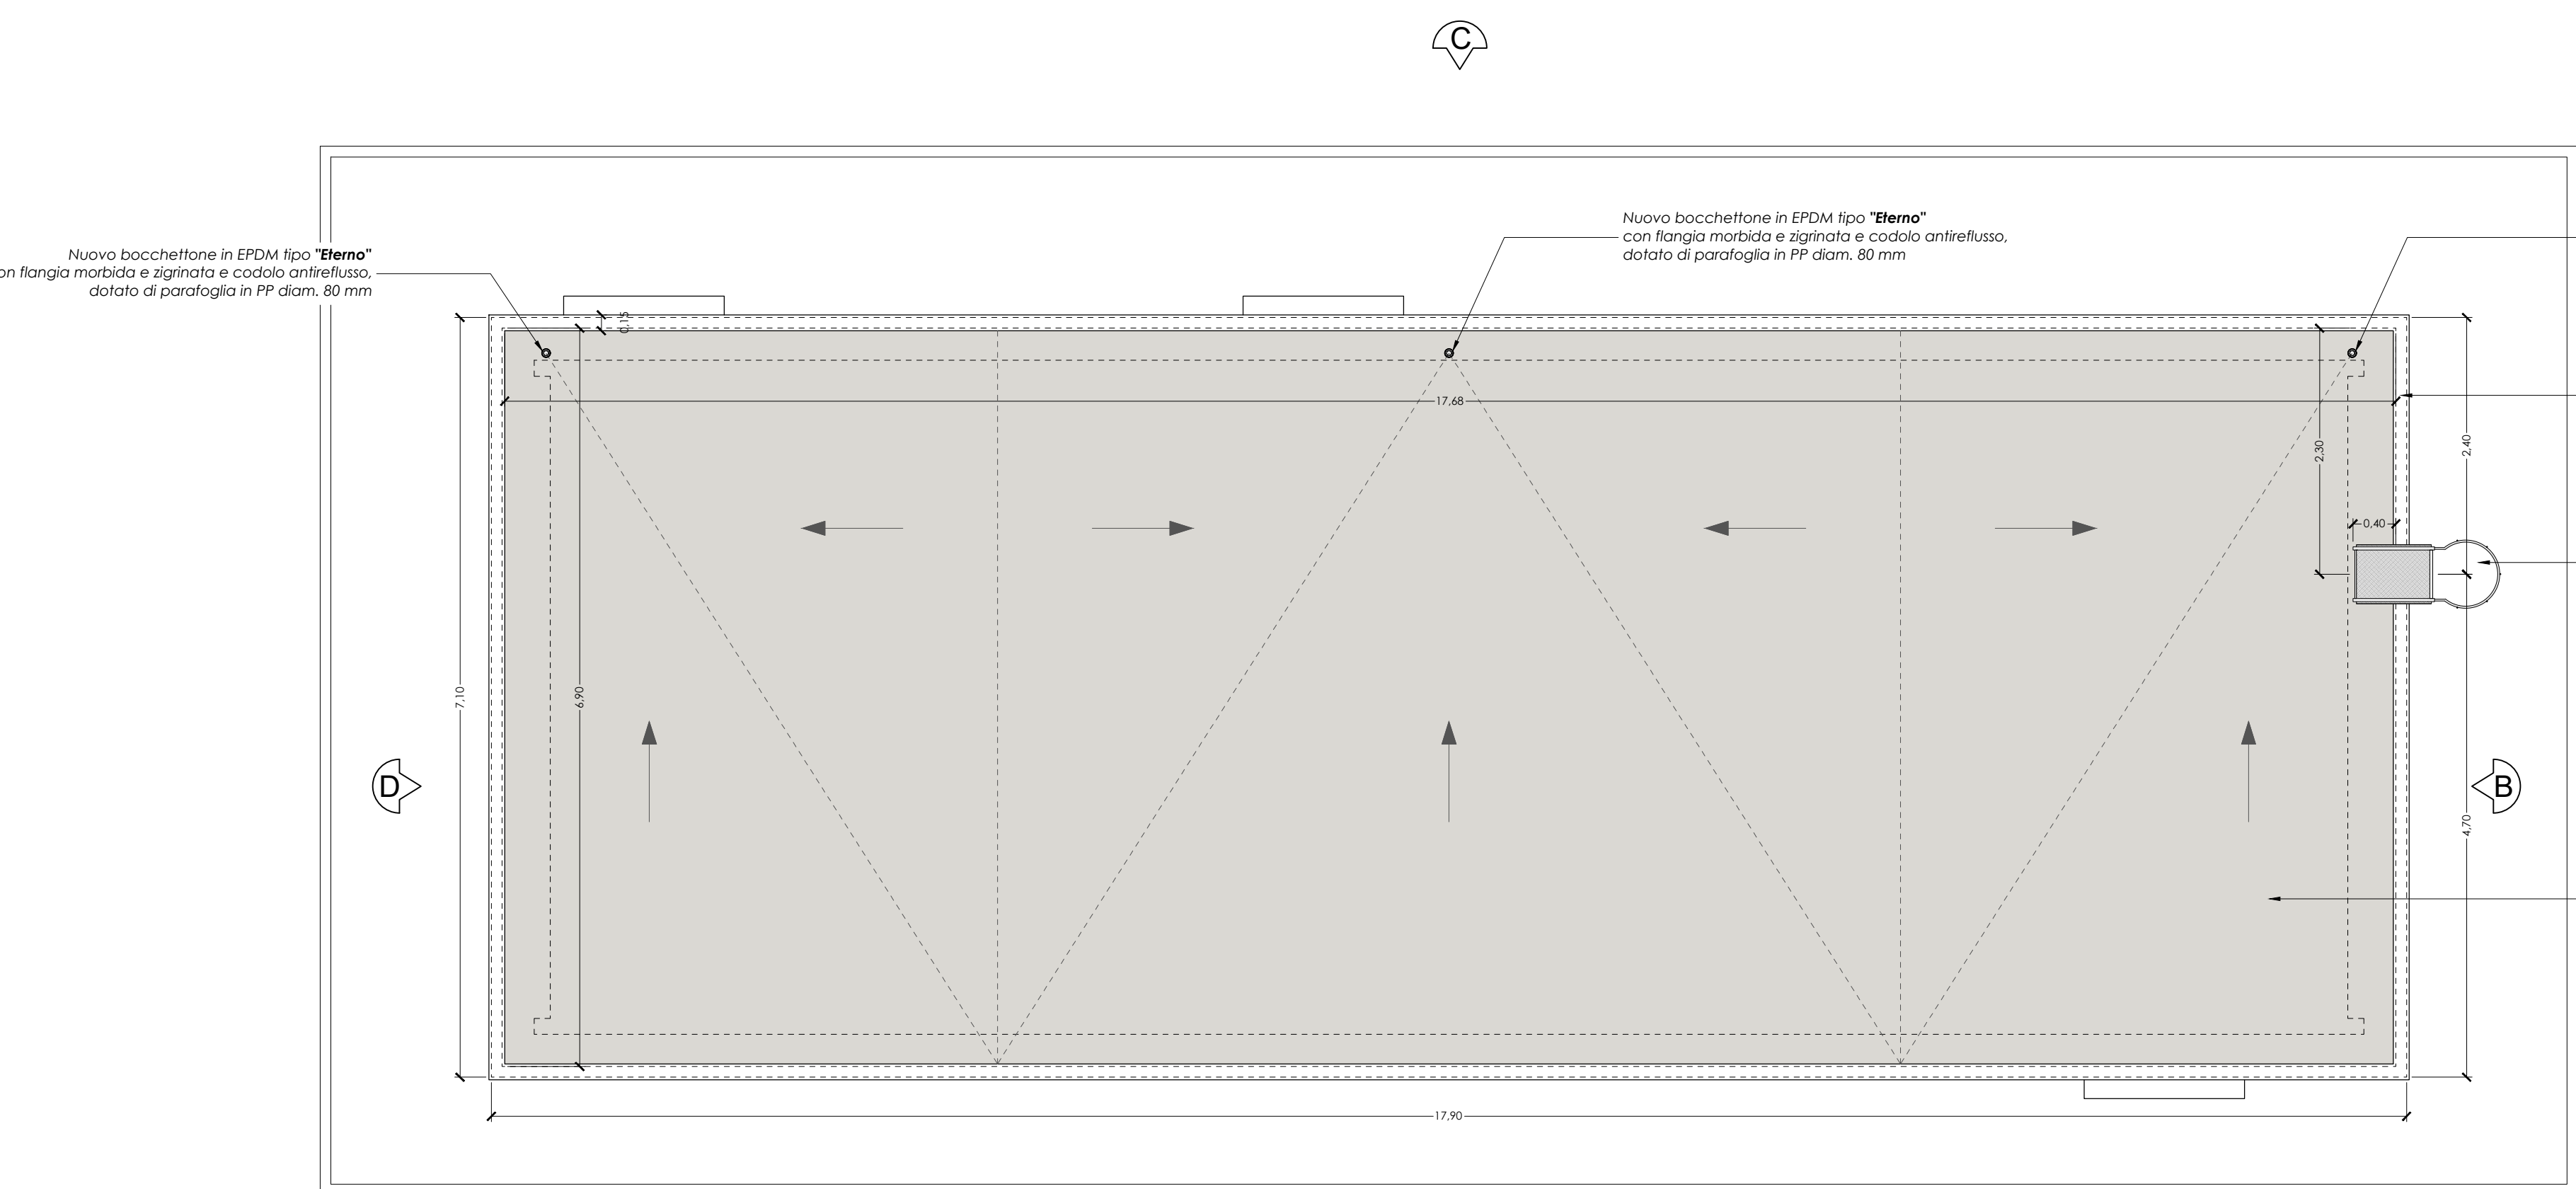 C
Nuovo bocchettone in EPDM tipo "Eterno"
con flangia morbida e zigrinata e codolo antireflusso,
dotato di parafoglia in PP diam. 80 mm
Nuovo bocchettone in EPDM tipo "Eterno"
on flangia morbida e zigrinata e codolo antireflusso,
dotato di parafoglia in PP diam. 80 mm
0,15
17,68
2,30
2,40
0,40
7,10
6,90
D
B
4,70
17,90